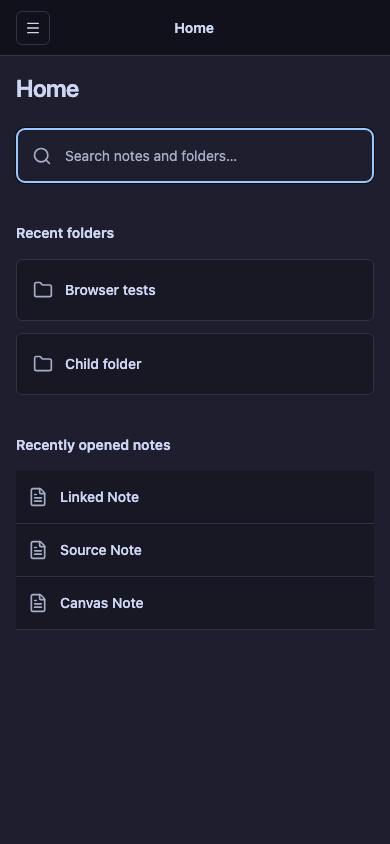 Home
Home
Search notes and folders...
Recent folders
Browser tests
Child folder
Recently opened notes
Linked Note
Source Note
Canvas Note